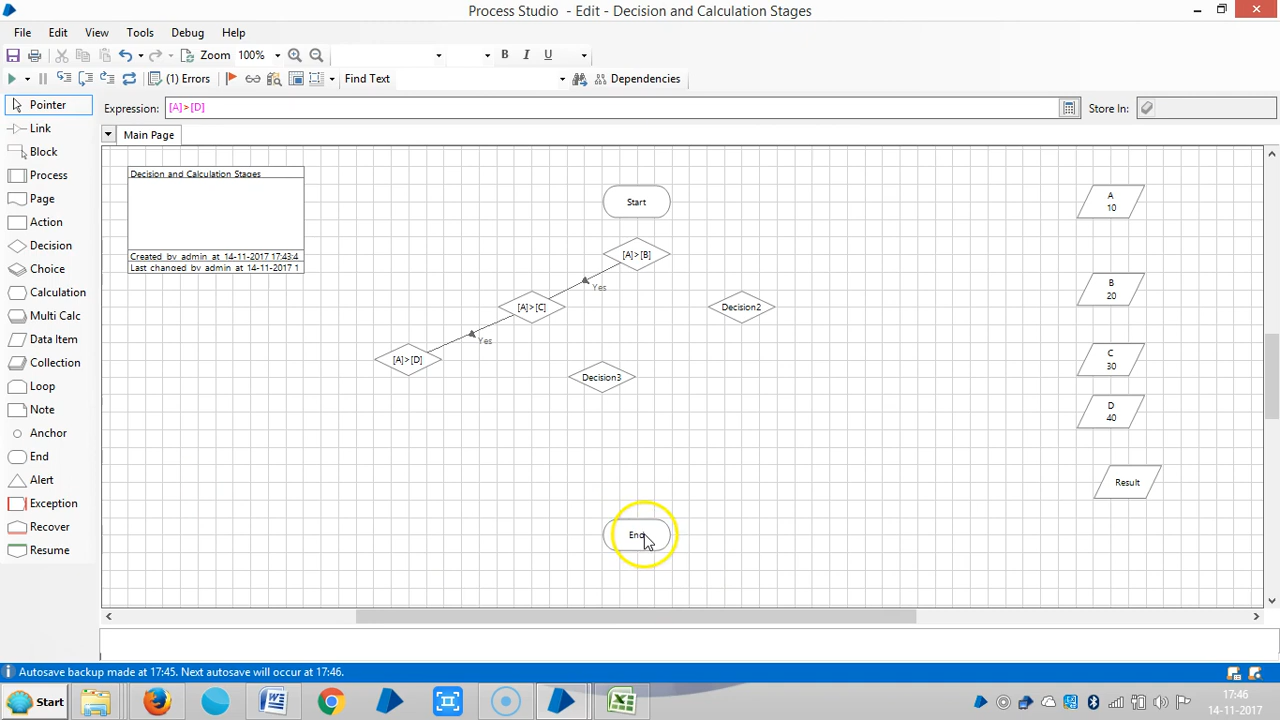 Process Studio - Edit - Decision and Calculation Stages
File Edit View Tools Debug Help
Zoom 100% B I U
(1) Errors Find Text Dependencies
Pointer
Expression: [A]>[D] Store In:
Link
Main Page
Block
Process
Page
Action
Decision
Choice
Calculation
Multi Calc
Data Item
Collection
Loop
Note
Anchor
End
Alert
Exception
Recover
Resume
Decision and Calculation Stages
Created by admin at 14-11-2017 17:43:4
Last changed by admin at 14-11-2017 1
Start
[A]>[B]
Yes
[A]>[C]
Decision2
Yes
[A]>[D]
Decision3
End
A
10
B
20
C
30
D
40
Result
Autosave backup made at 17:45. Next autosave will occur at 17:46.
Start
17:46
14-11-2017